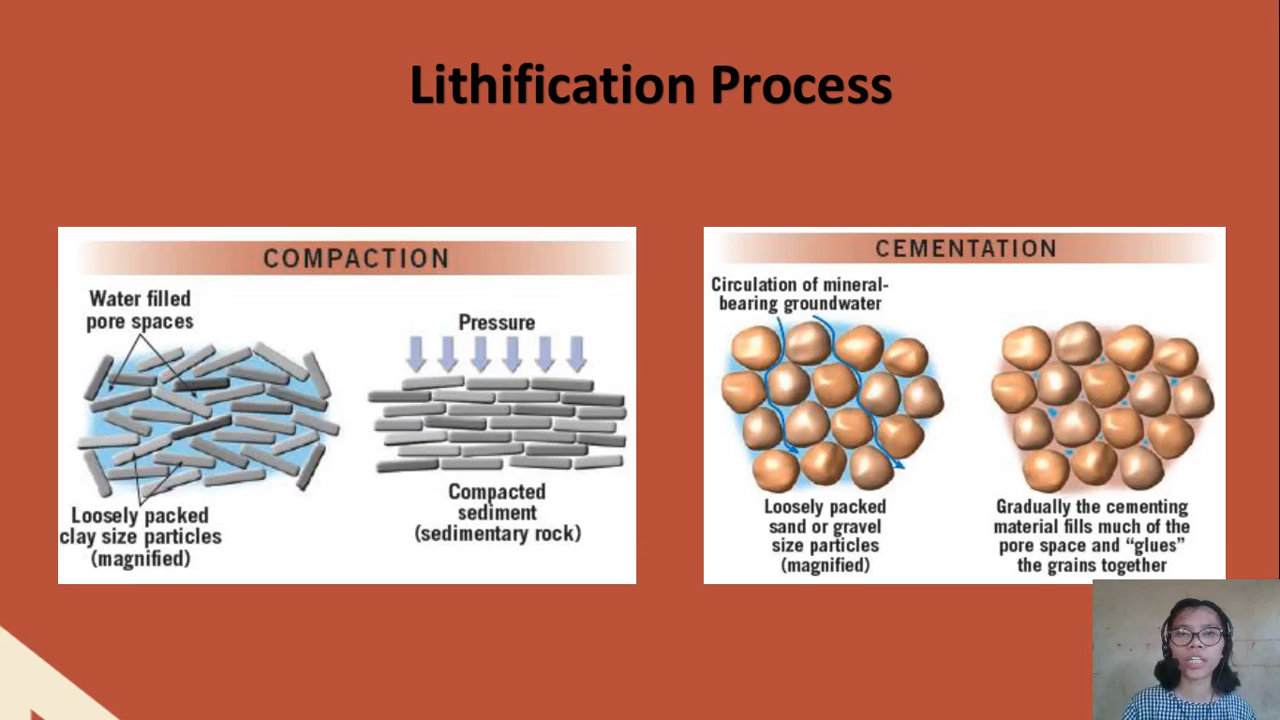 Lithification Process
COMPACTION
Water filled
pore spaces
Pressure
Loosely packed
clay size particles
(magnified)
Compacted
sediment
(sedimentary rock)
CEMENTATION
Circulation of mineral-
bearing groundwater
Loosely packed
sand or gravel
size particles
(magnified)
Gradually the cementing
material fills much of the
pore space and “glues”
the grains together